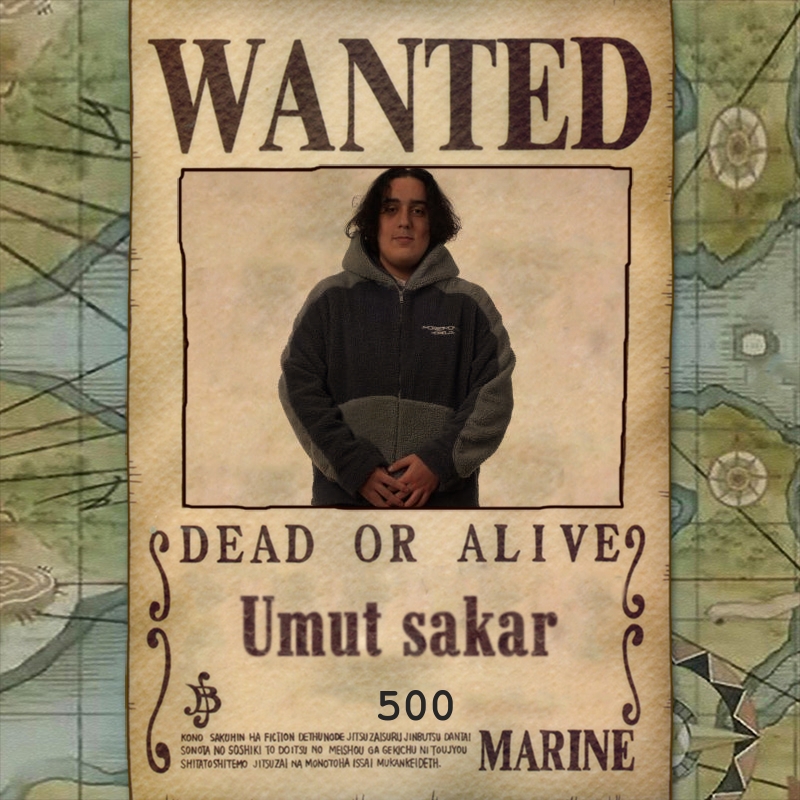 WANTED
DEAD OR ALIVE
Umut sakar
500
KONO SAKUHIN HA FICTION DETHUNODE JITSUZAISURU JINBUTSU DANTAI
SONOTA NO SOSHIKI TO DOITSU NO MEISHOU GA GEKICHU NI TOUJYOU
SHITATOSHITEMO JITSUZAI NA MONOTOHA ISSAI MUKANKEIDETH.
MARINE